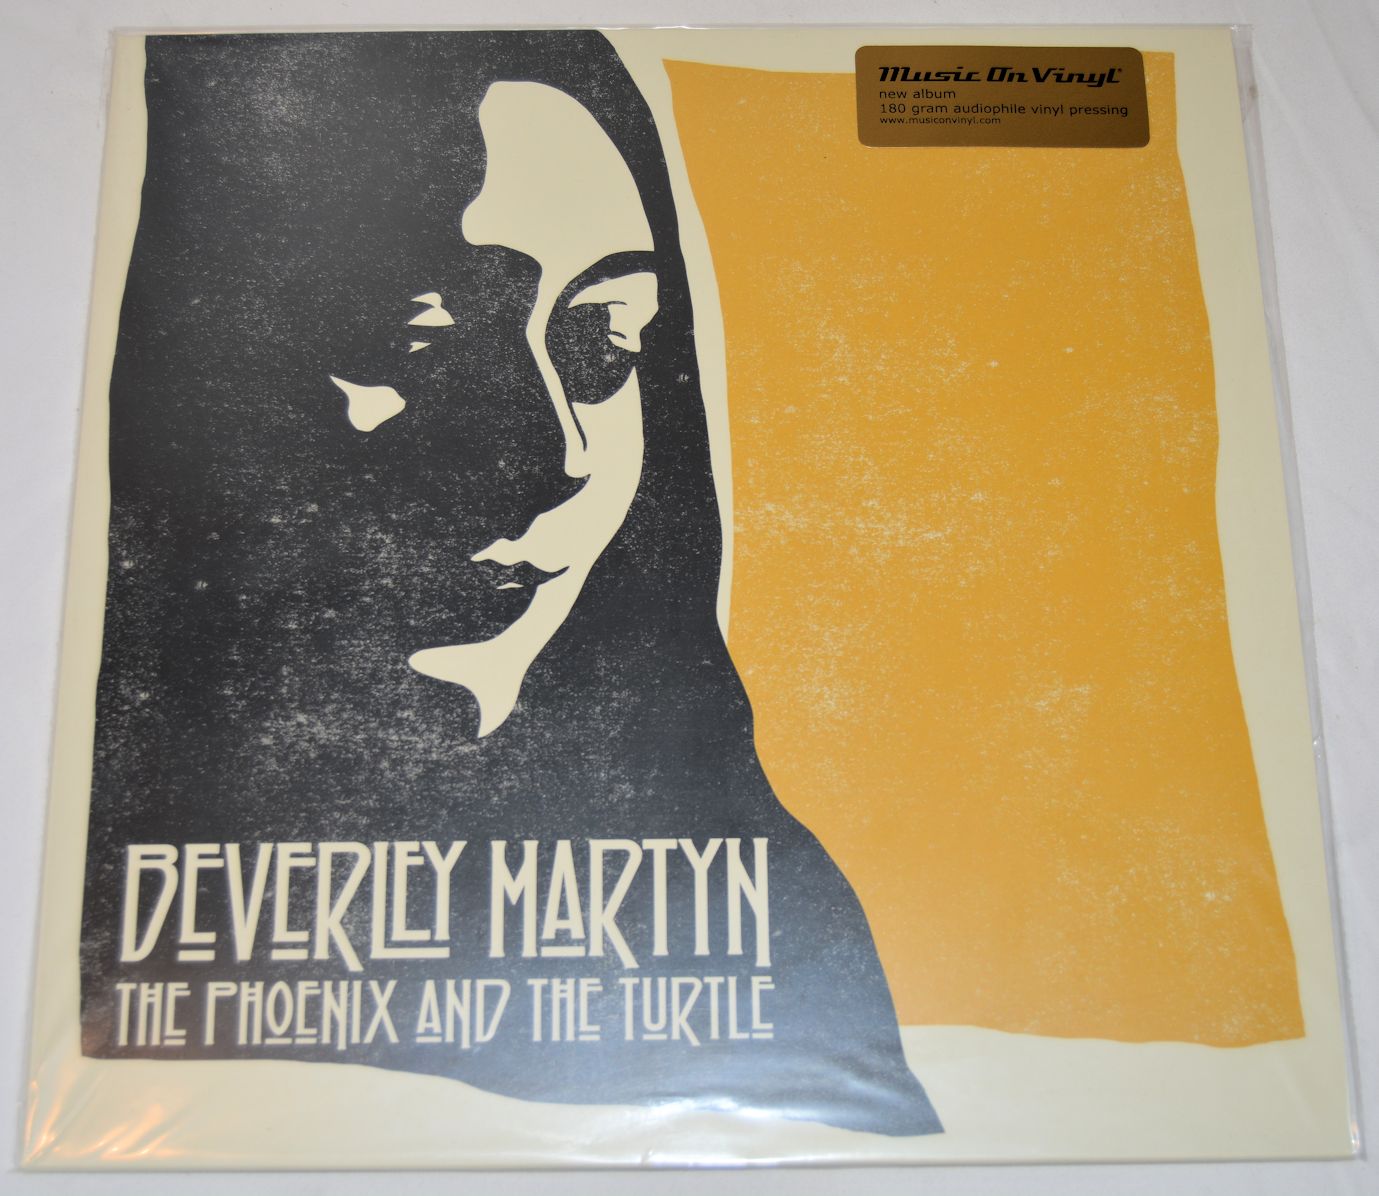 Music On Vinyl
new album
180 gram audiophile vinyl pressing
www.musiconvinyl.com
BEVERLEY MARTYN
THE PHOENIX AND THE TURTLE